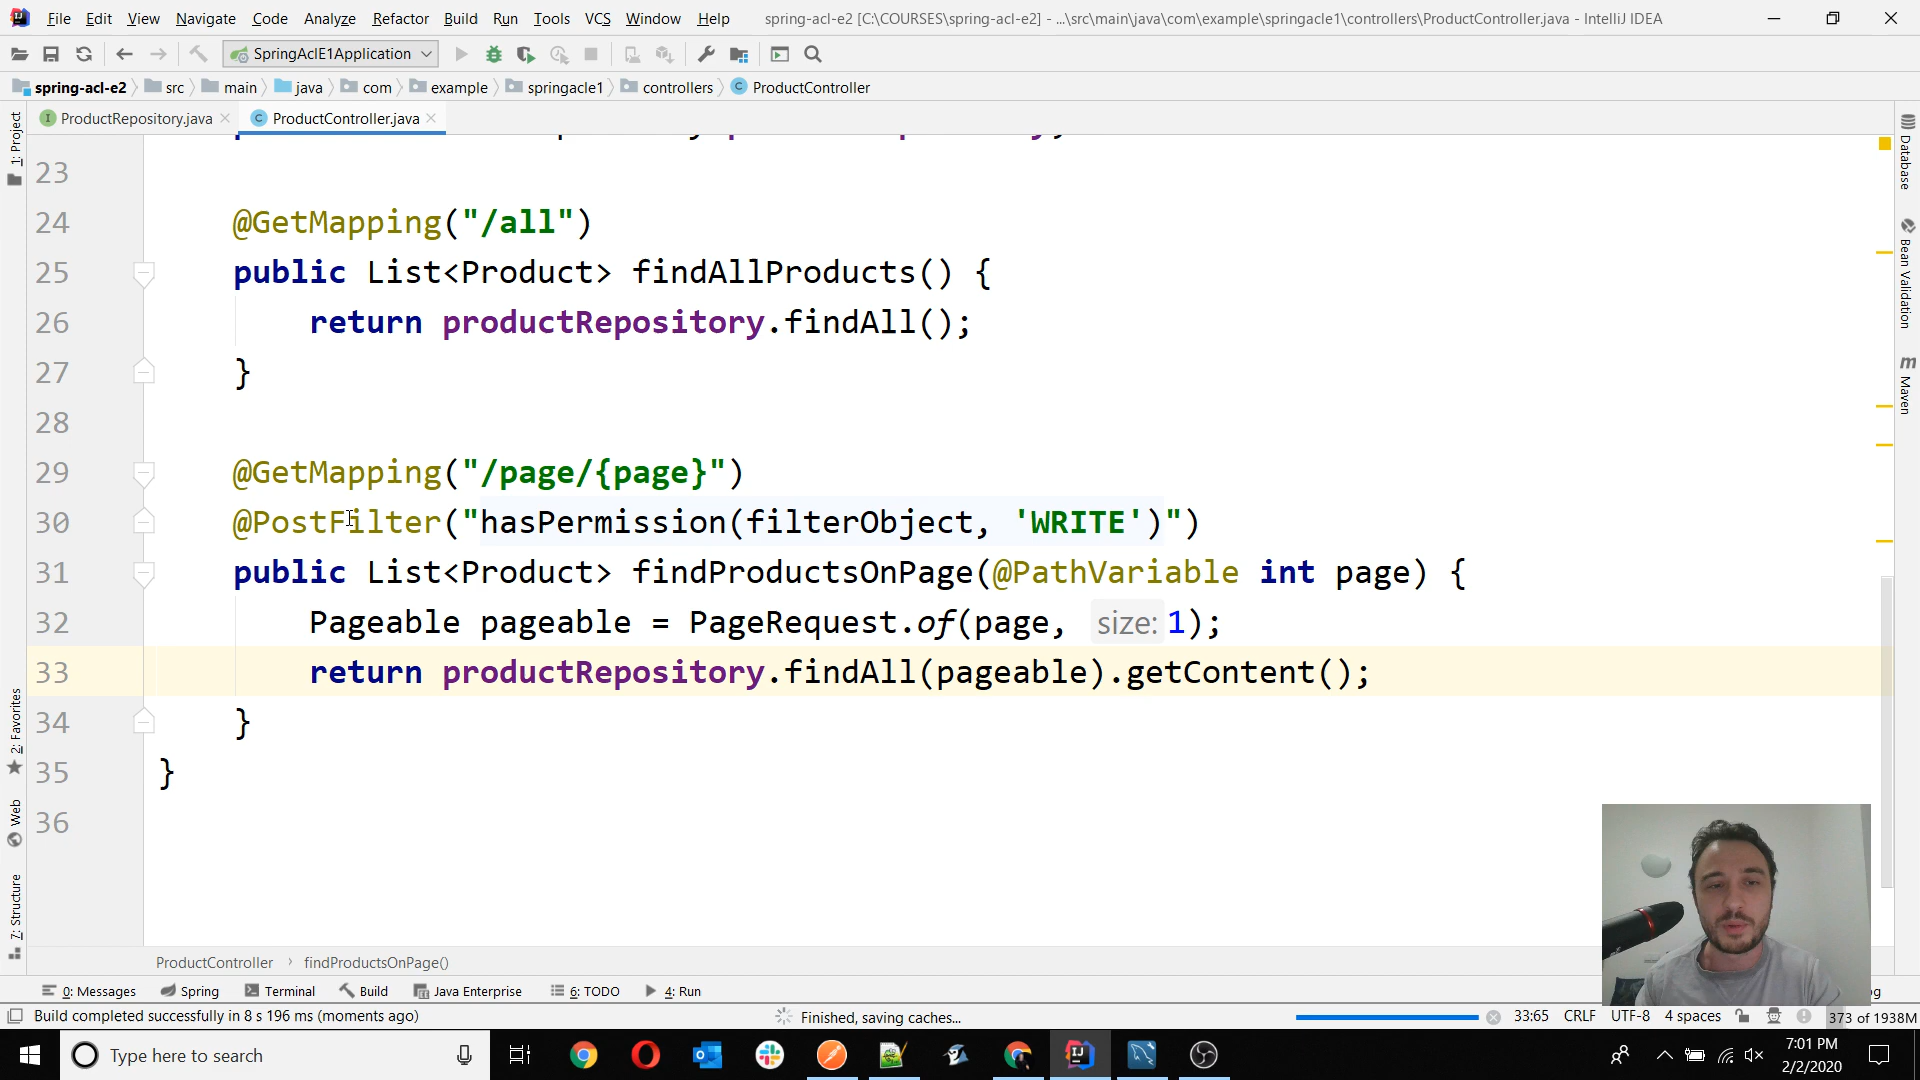 File Edit View Navigate Code Analyze Refactor Build Run Tools VCS Window Help spring-acl-e2 [C:\COURSES\spring-acl-e2] - ...\src\main\java\com\example\springacle1\controllers\ProductController.java - IntelliJ IDEA
SpringAclE1Application
spring-acl-e2 src main java com example springacle1 controllers ProductController
ProductRepository.java ProductController.java
1: Project
2: Favorites
Web
7: Structure
Database
Bean Validation
Maven
23
24 @GetMapping("/all")
25 public List<Product> findAllProducts() {
26 return productRepository.findAll();
27 }
28
29 @GetMapping("/page/{page}")
30 @PostFilter("hasPermission(filterObject, 'WRITE')")
31 public List<Product> findProductsOnPage(@PathVariable int page) {
32 Pageable pageable = PageRequest.of(page, size: 1);
33 return productRepository.findAll(pageable).getContent();
34 }
35 }
36
ProductController › findProductsOnPage()
0: Messages Spring Terminal Build Java Enterprise 6: TODO 4: Run
Build completed successfully in 8 s 196 ms (moments ago) Finished, saving caches... 33:65 CRLF UTF-8 4 spaces 373 of 1938M
Type here to search
7:01 PM
2/2/2020